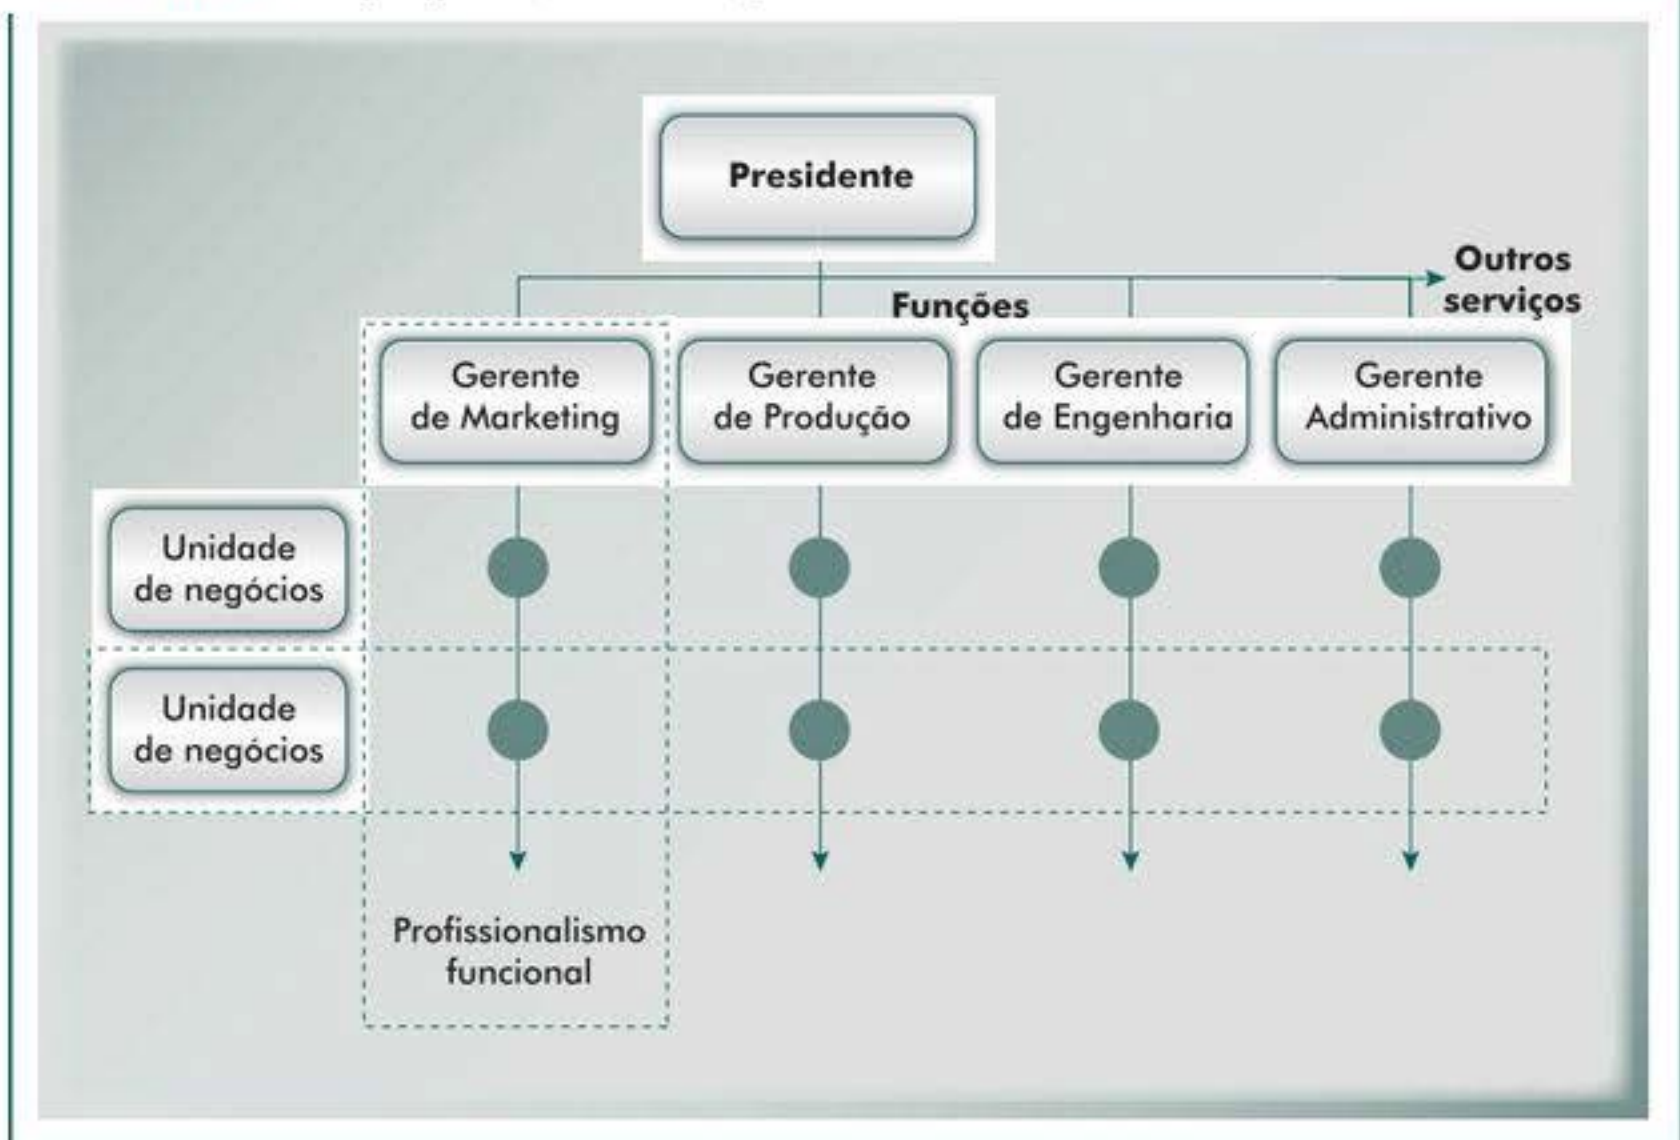 Presidente
Outros
serviços
Funções
Gerente
de Marketing
Gerente
de Produção
Gerente
de Engenharia
Gerente
Administrativo
Unidade
de negócios
Unidade
de negócios
Profissionalismo
funcional